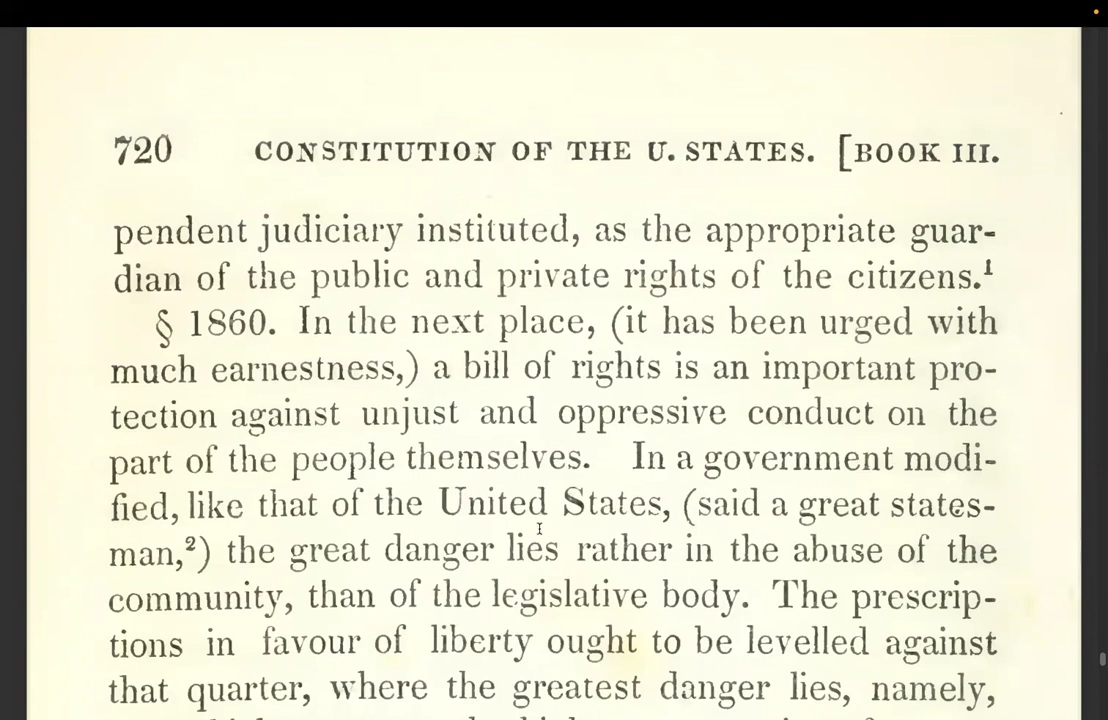 720 CONSTITUTION OF THE U. STATES. [BOOK III.
pendent judiciary instituted, as the appropriate guar-
dian of the public and private rights of the citizens.¹
§ 1860. In the next place, (it has been urged with
much earnestness,) a bill of rights is an important pro-
tection against unjust and oppressive conduct on the
part of the people themselves. In a government modi-
fied, like that of the United States, (said a great states-
man,²) the great danger lies rather in the abuse of the
community, than of the legislative body. The prescrip-
tions in favour of liberty ought to be levelled against
that quarter, where the greatest danger lies, namely,